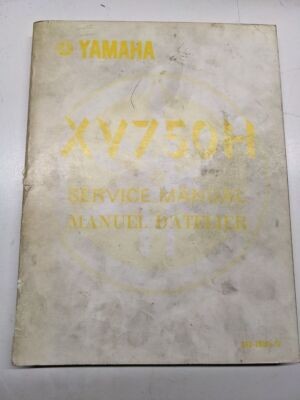 YAMAHA
XV750H
SERVICE MANUAL
MANUEL D'ATELIER